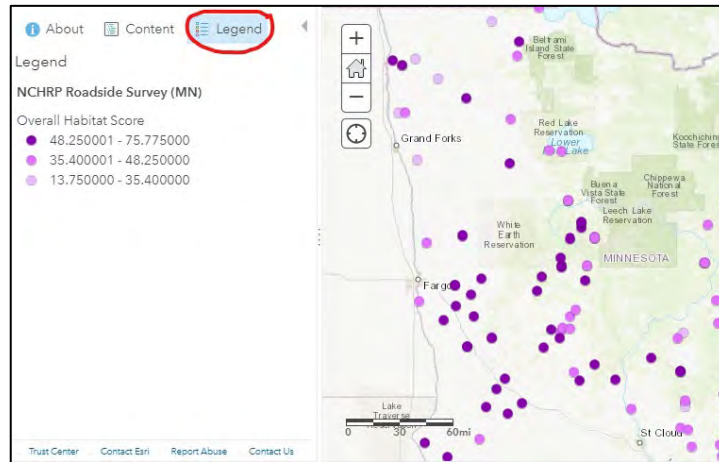 About Content Legend
Legend
NCHRP Roadside Survey (MN)
Overall Habitat Score
48.250001 - 75.775000
35.400001 - 48.250000
13.750000 - 35.400000
Trust Center Contact Esri Report Abuse Contact Us
+
−
Beltrami
Island State
Forest
Grand Forks
Red Lake
Reservation
Lower
Lake
Koochiching
State Forest
Buena
Vista State
Forest
Chippewa
National
Forest
Leech Lake
Reservation
White
Earth
Reservation
MINNESOTA
Fargo
Lake
Traverse
0 30 60mi
St Cloud